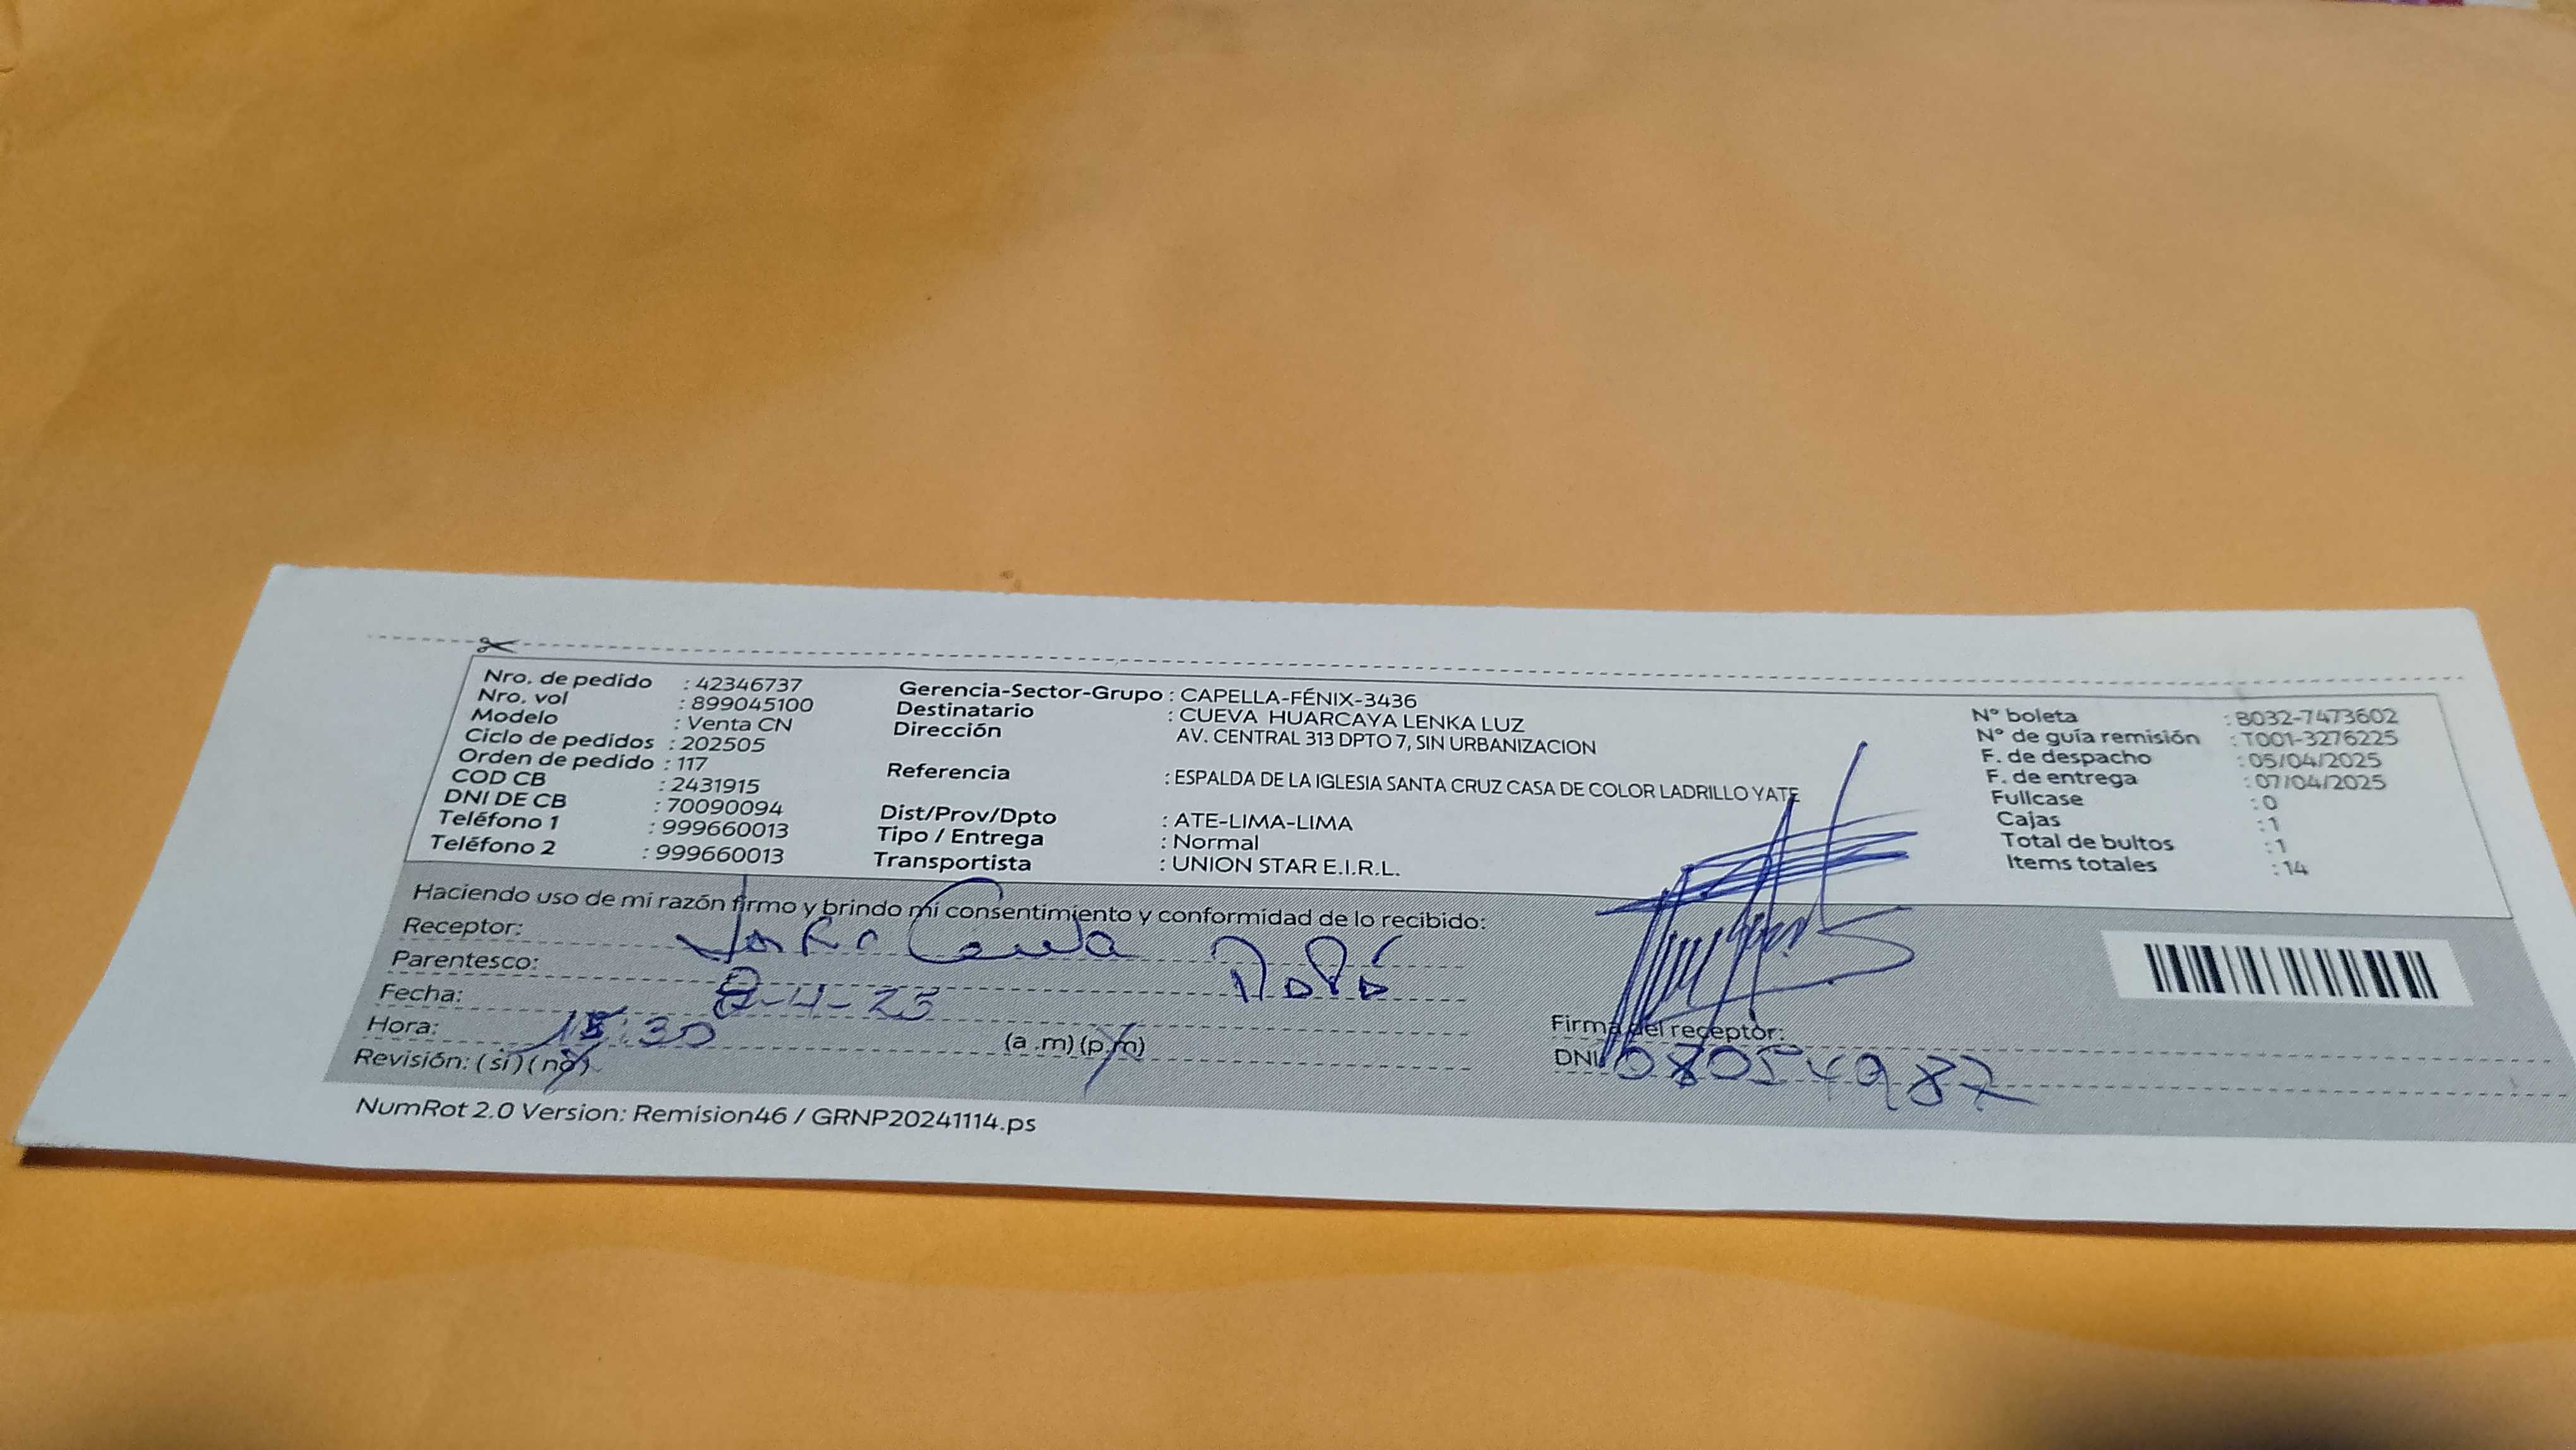 Nro. de pedido : 42346737
Nro. vol : 899045100
Modelo : Venta CN
Ciclo de pedidos : 202505
Orden de pedido : 117
COD CB : 2431915
DNI DE CB : 70090094
Teléfono 1 : 999660013
Teléfono 2 : 999660013
Gerencia-Sector-Grupo : CAPELLA-FÉNIX-3436
Destinatario : CUEVA HUARCAYA LENKA LUZ
Dirección AV. CENTRAL 313 DPTO 7, SIN URBANIZACION
Referencia : ESPALDA DE LA IGLESIA SANTA CRUZ CASA DE COLOR LADRILLO YATE
Dist/Prov/Dpto : ATE-LIMA-LIMA
Tipo / Entrega : Normal
Transportista : UNION STAR E.I.R.L.
N° boleta : B032-7473602
N° de guía remisión : T001-3276225
F. de despacho : 05/04/2025
F. de entrega : 07/04/2025
Fullcase : 0
Cajas : 1
Total de bultos : 1
Items totales : 14
Haciendo uso de mi razón firmo y brindo mi consentimiento y conformidad de lo recibido:
Receptor:
Parentesco: Papá
Fecha: -4-25
Hora: :30 (a .m) (p.m)
Revisión: (si) (no)
Firma del receptor:
DNI
NumRot 2.0 Version: Remision46 / GRNP20241114.ps